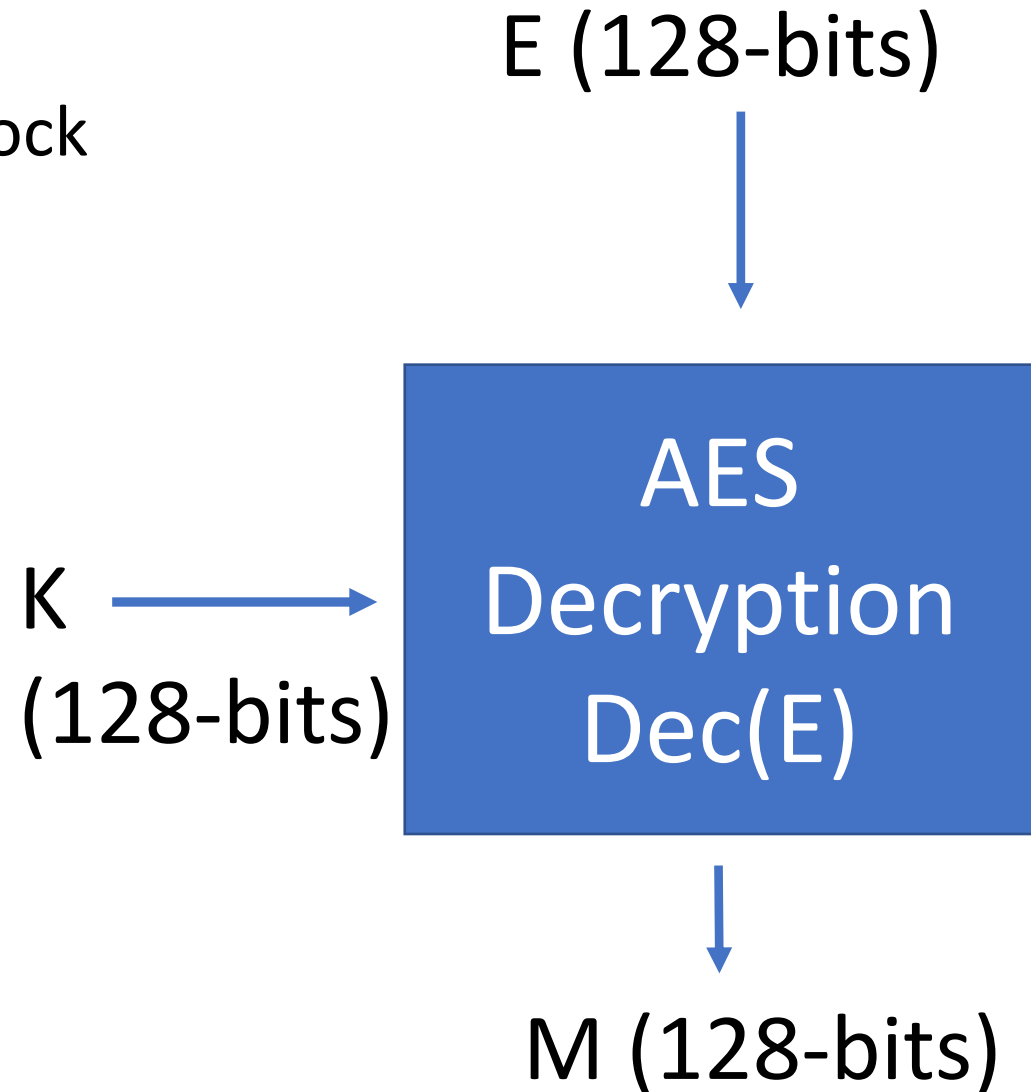 E (128-bits)
ock
AES
Decryption
Dec(E)
K
(128-bits)
M (128-bits)